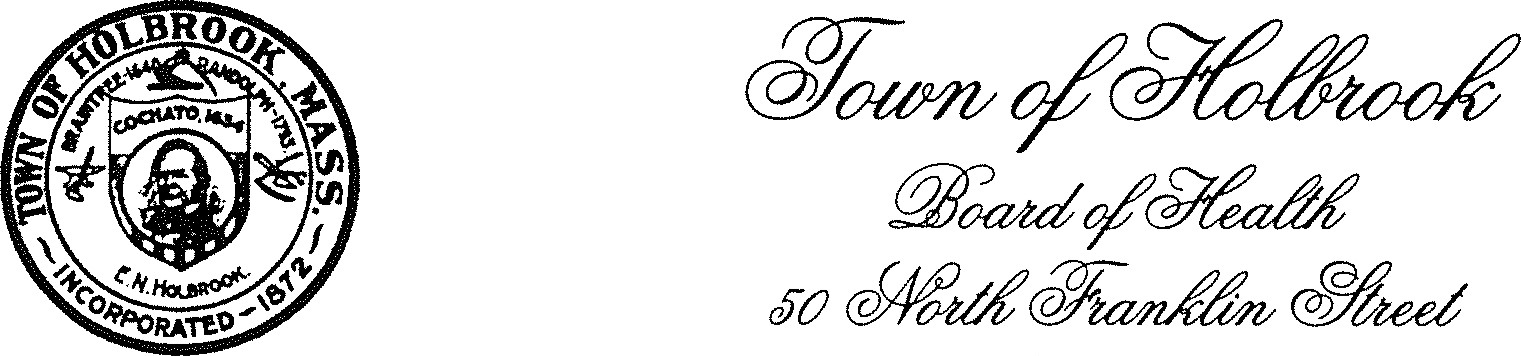 TOWN OF HOLBROOK, MASS.
BRAINTREE-1640
RANDOLPH-1793.
COCHATO, 1634
E. N. HOLBROOK.
~ INCORPORATED - 1872 ~
Town of Holbrook
Board of Health
50 North Franklin Street